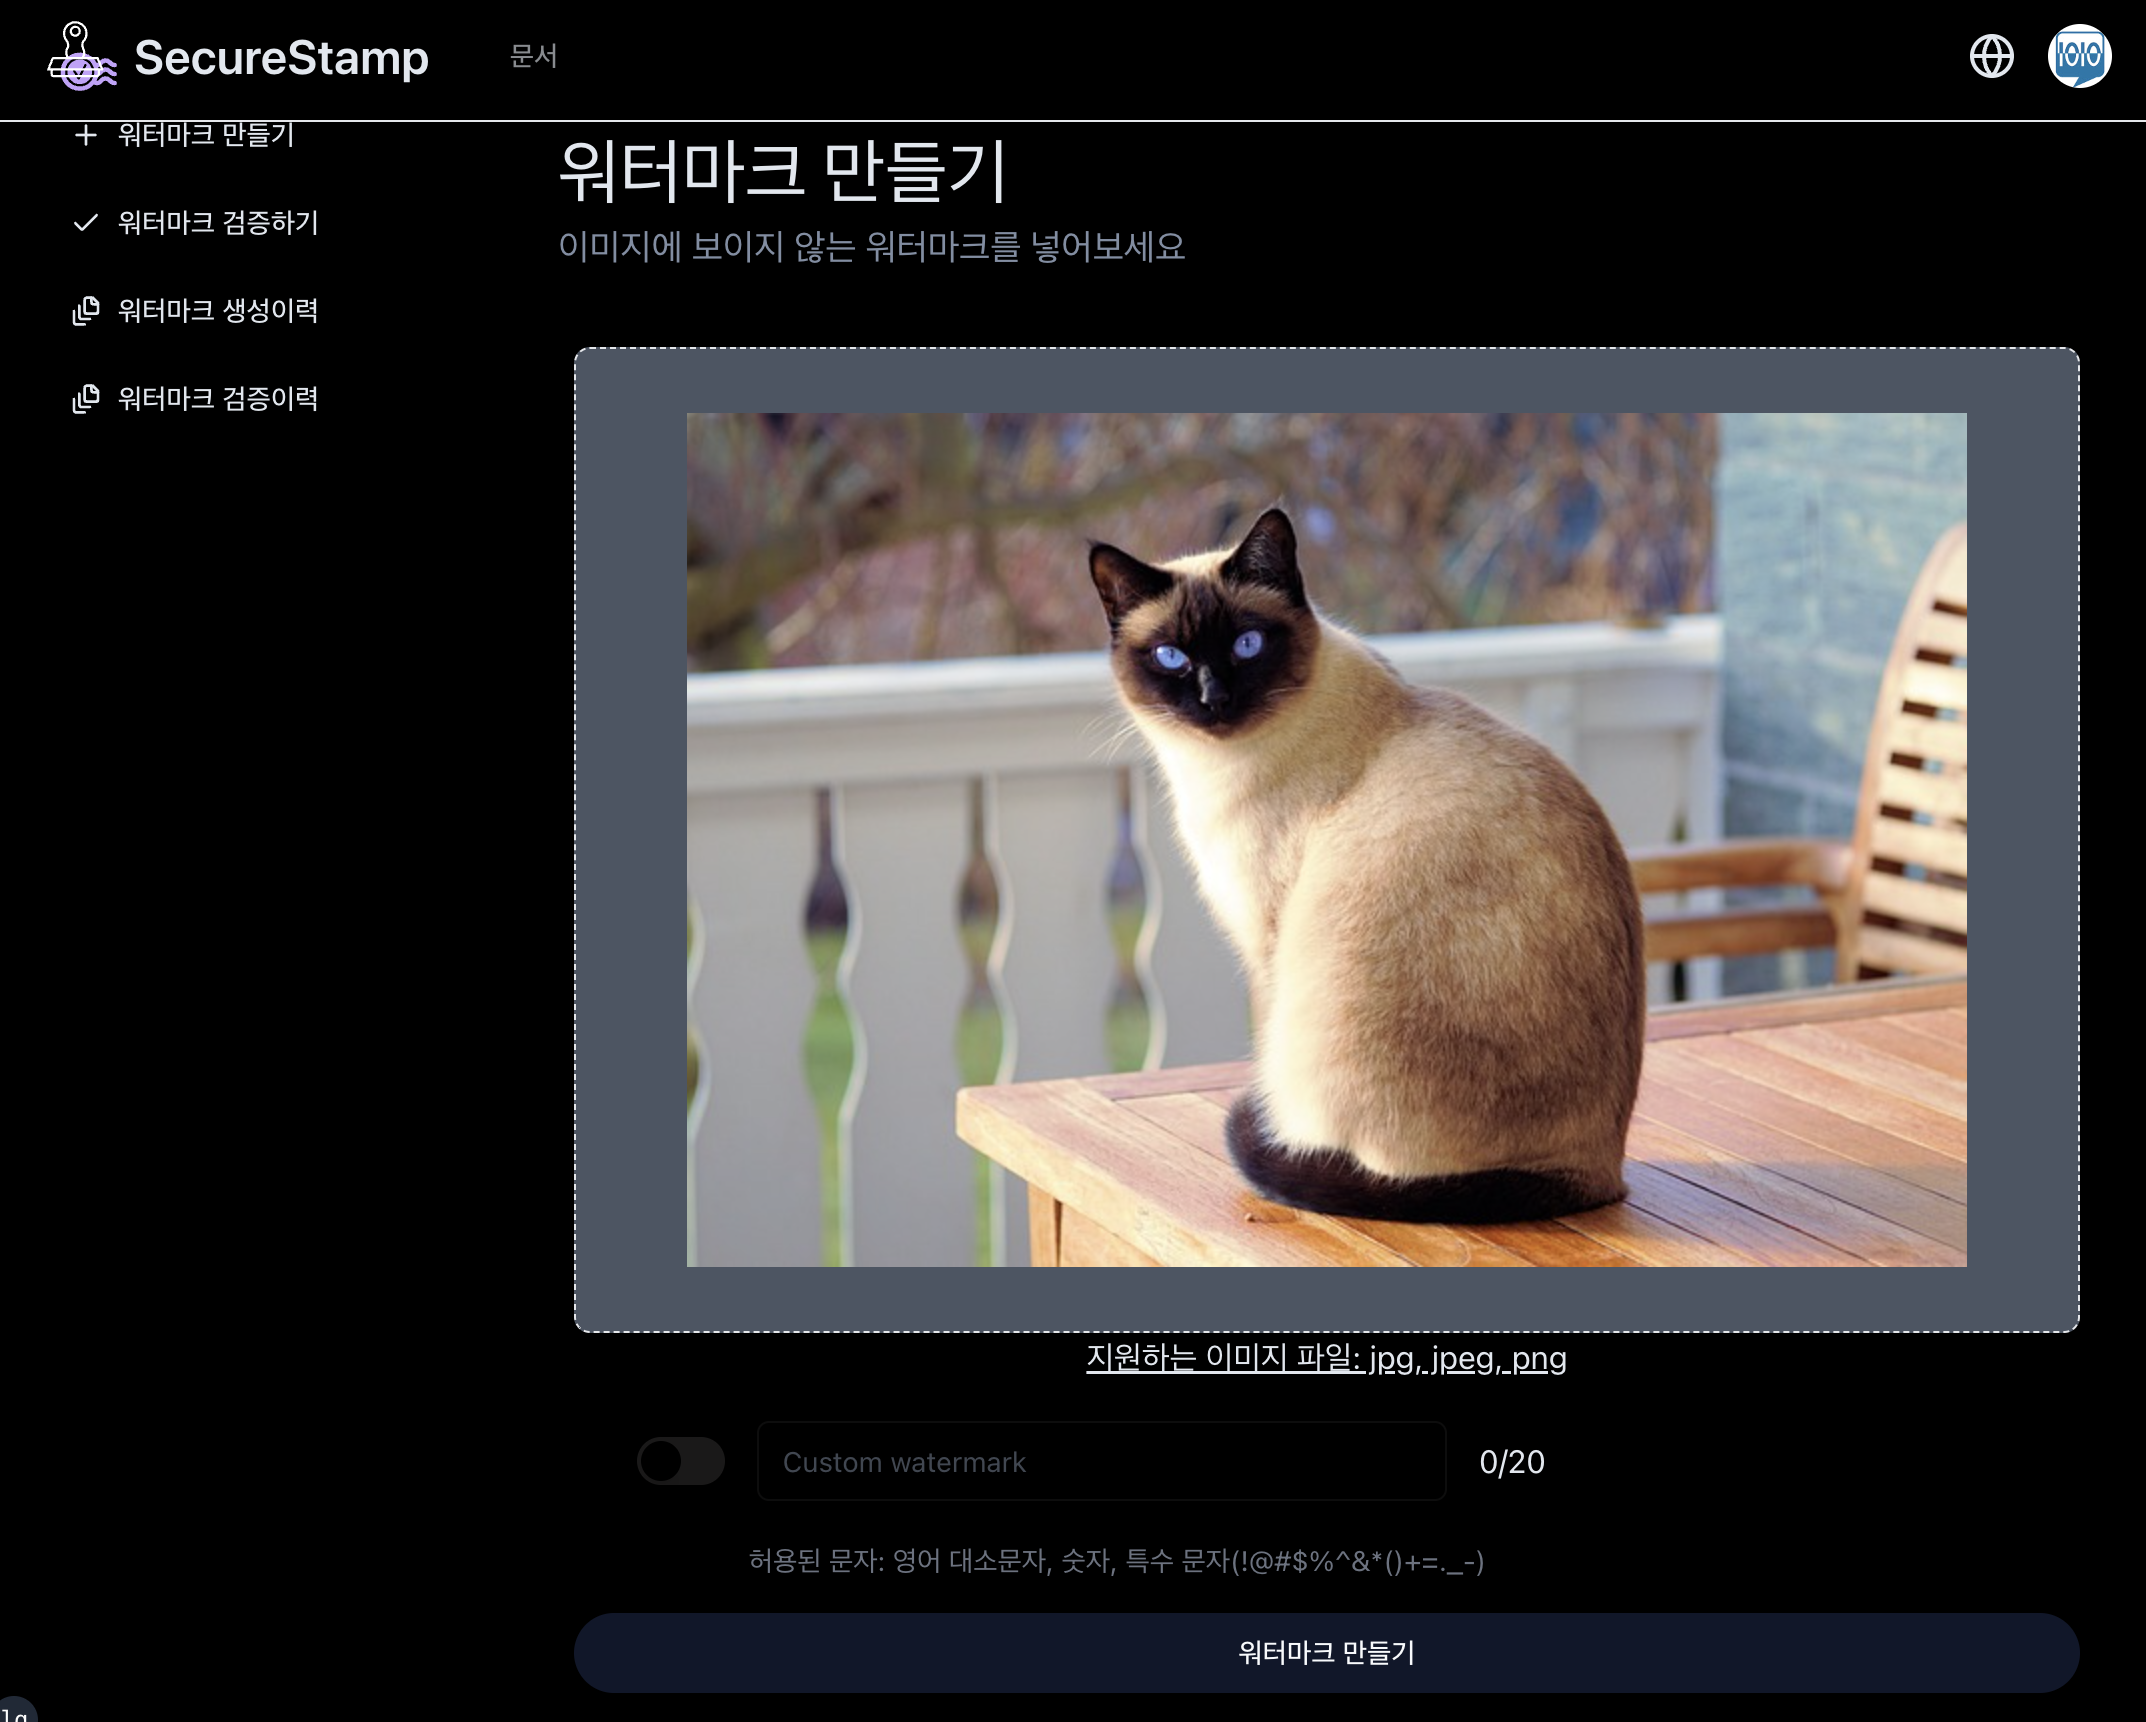 SecureStamp
문서
IOIO
워터마크 만들기
워터마크 검증하기
워터마크 생성이력
워터마크 검증이력
워터마크 만들기
이미지에 보이지 않는 워터마크를 넣어보세요
지원하는 이미지 파일: jpg, jpeg, png
Custom watermark
0/20
허용된 문자: 영어 대소문자, 숫자, 특수 문자(!@#$%^&*()+=._-)
워터마크 만들기